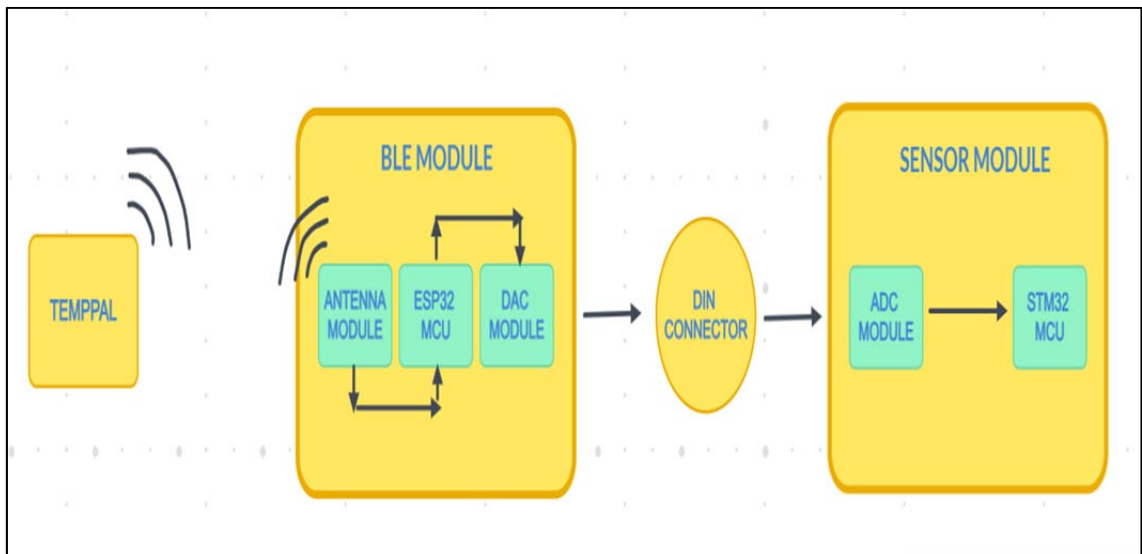 TEMPPAL
BLE MODULE
ANTENNA
MODULE
ESP32
MCU
DAC
MODULE
DIN
CONNECTOR
SENSOR MODULE
ADC
MODULE
STM32
MCU